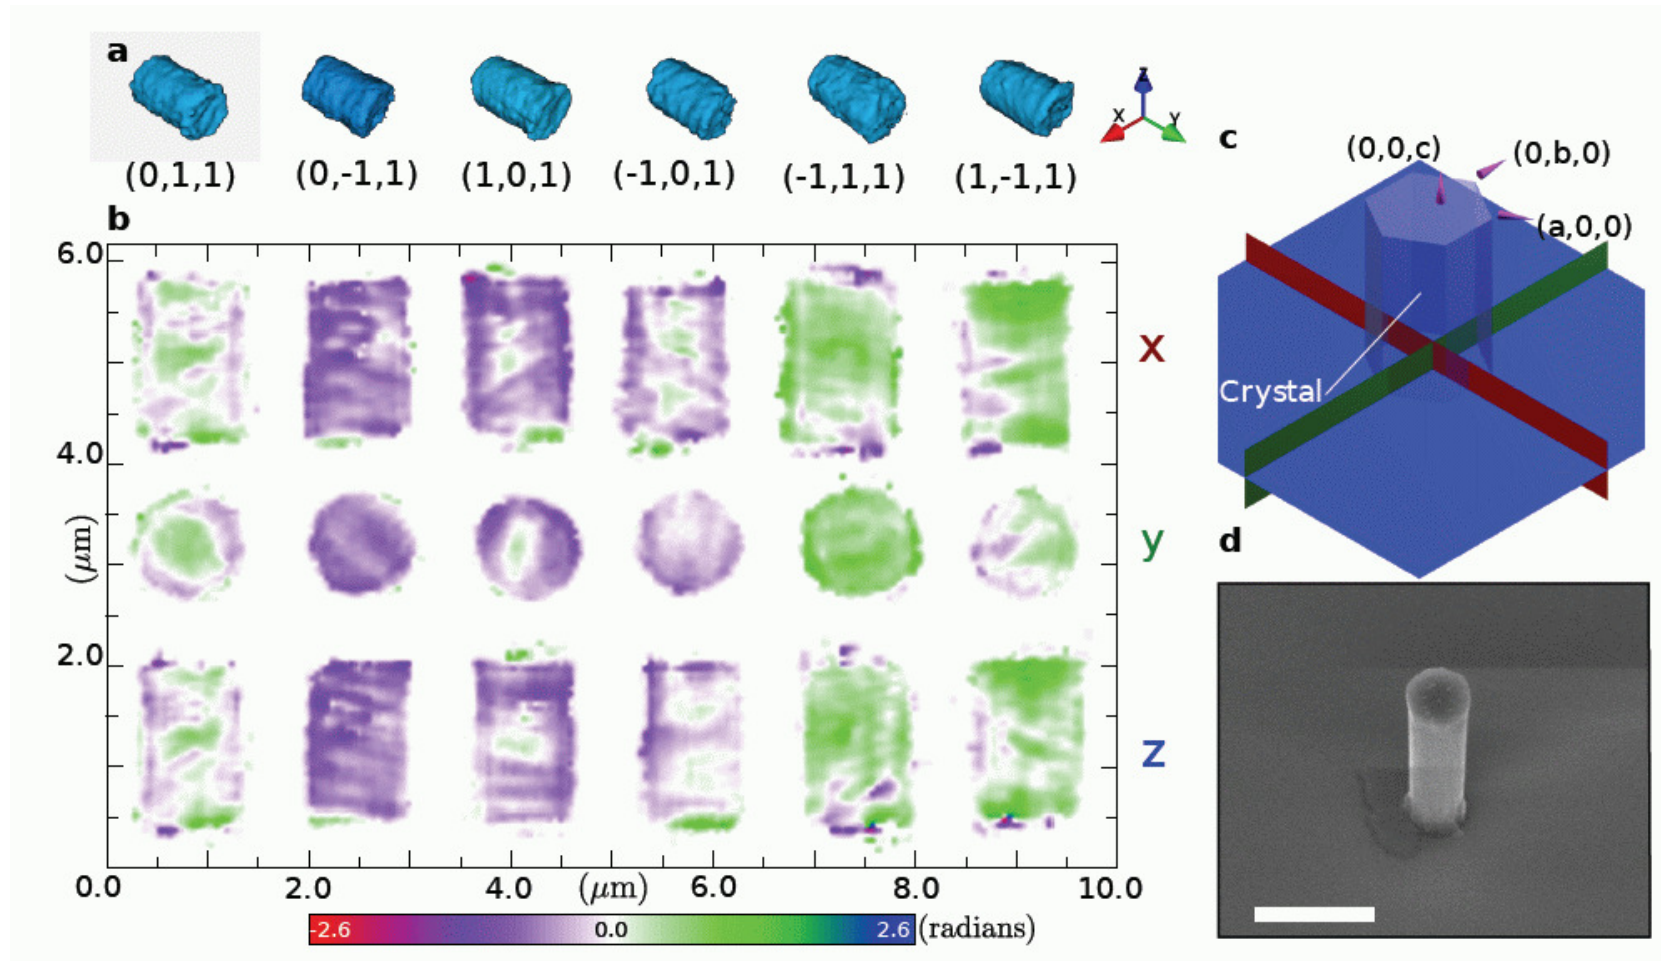 a
(0,1,1) (0,-1,1) (1,0,1) (-1,0,1) (-1,1,1) (1,-1,1)
Z
X Y
b
6.0
4.0
(μm)
2.0
0.0 2.0 4.0 (μm) 6.0 8.0 10.0
-2.6 0.0 2.6 (radians)
X
y
Z
c
(0,0,c) (0,b,0)
(a,0,0)
Crystal
d